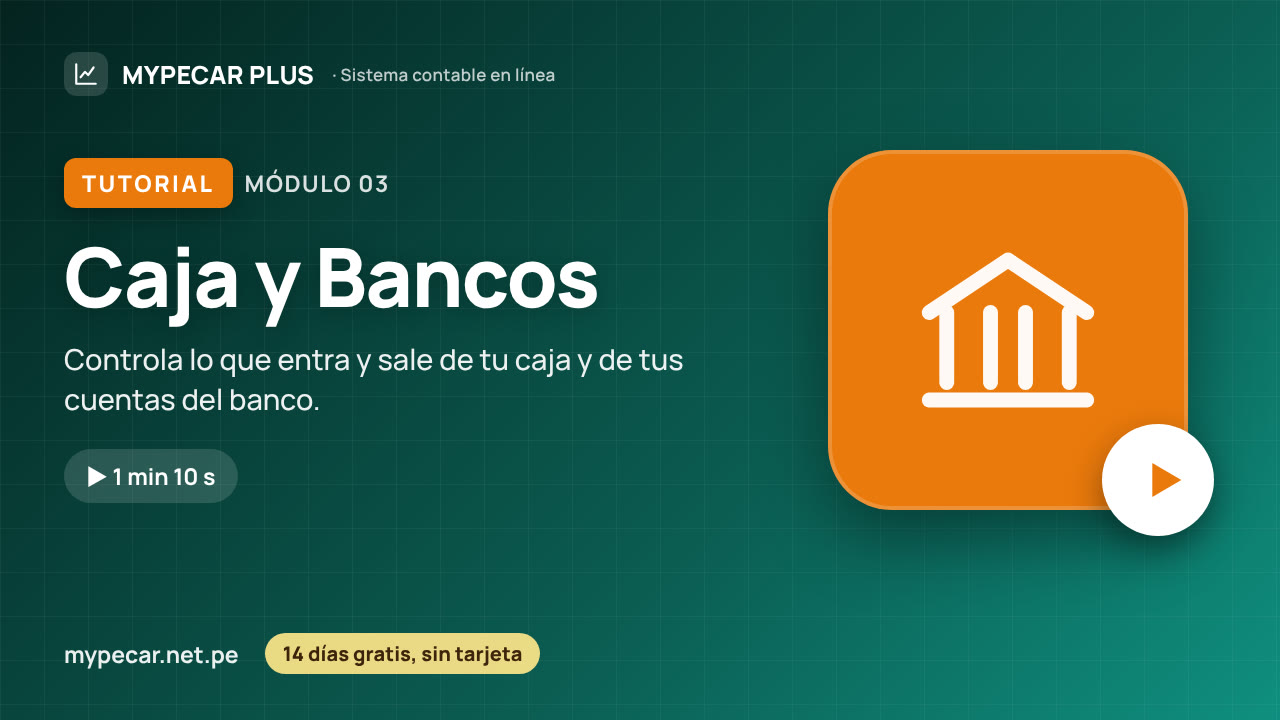 MYPECAR PLUS · Sistema contable en línea
TUTORIAL MÓDULO 03
Caja y Bancos
Controla lo que entra y sale de tu caja y de tus
cuentas del banco.
▶ 1 min 10 s
mypecar.net.pe 14 días gratis, sin tarjeta